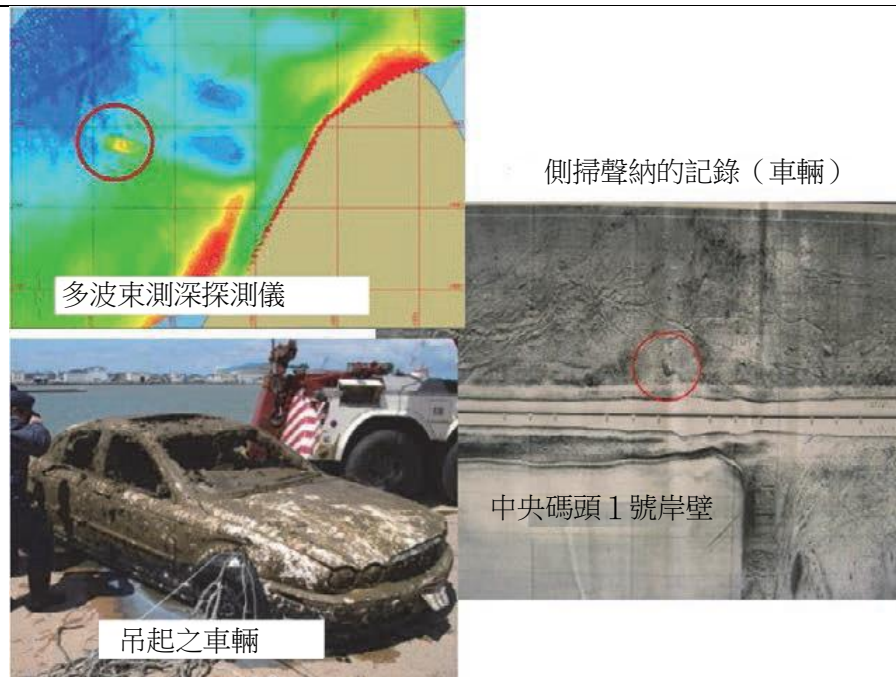 多波束測深探測儀
側掃聲納的記錄（車輛）
中央碼頭１號岸壁
吊起之車輛